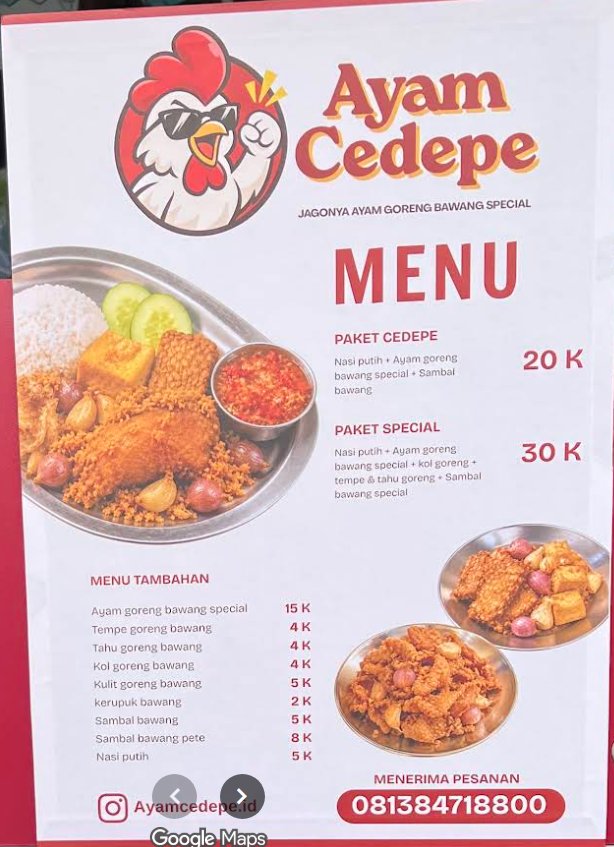 Ayam
Cedepe
JAGONYA AYAM GORENG BAWANG SPECIAL
MENU
PAKET CEDEPE
Nasi putih + Ayam goreng
bawang special + Sambal
bawang
20 K
PAKET SPECIAL
Nasi putih + Ayam goreng
bawang special + kol goreng +
tempe & tahu goreng + Sambal
bawang special
30 K
MENU TAMBAHAN
Ayam goreng bawang special 15 K
Tempe goreng bawang 4 K
Tahu goreng bawang 4 K
Kol goreng bawang 4 K
Kulit goreng bawang 5 K
kerupuk bawang 2 K
Sambal bawang 5 K
Sambal bawang pete 8 K
Nasi putih 5 K
Ayamcedepe.id
MENERIMA PESANAN
081384718800
Google Maps